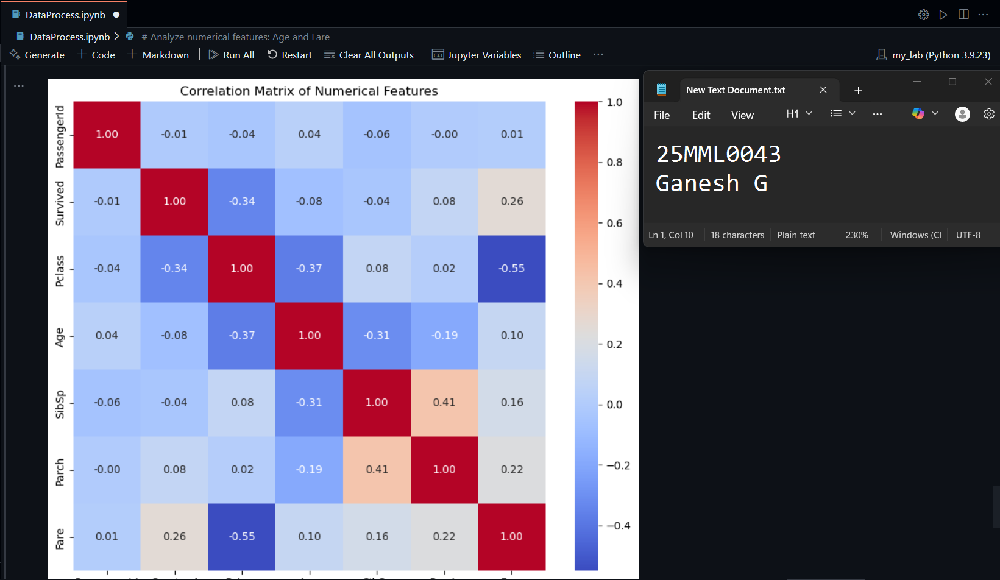 DataProcess.ipynb
DataProcess.ipynb > # Analyze numerical features: Age and Fare
Generate + Code + Markdown | Run All Restart Clear All Outputs | Jupyter Variables Outline ...
my_lab (Python 3.9.23)
Correlation Matrix of Numerical Features
PassengerId 1.00 -0.01 -0.04 0.04 -0.06 -0.00 0.01
Survived -0.01 1.00 -0.34 -0.08 -0.04 0.08 0.26
Pclass -0.04 -0.34 1.00 -0.37 0.08 0.02 -0.55
Age 0.04 -0.08 -0.37 1.00 -0.31 -0.19 0.10
SibSp -0.06 -0.04 0.08 -0.31 1.00 0.41 0.16
Parch -0.00 0.08 0.02 -0.19 0.41 1.00 0.22
Fare 0.01 0.26 -0.55 0.10 0.16 0.22 1.00
1.0
0.8
0.6
0.4
0.2
0.0
−0.2
−0.4
New Text Document.txt
File Edit View H1
25MML0043
Ganesh G
Ln 1, Col 10 18 characters Plain text 230% Windows (Cl UTF-8